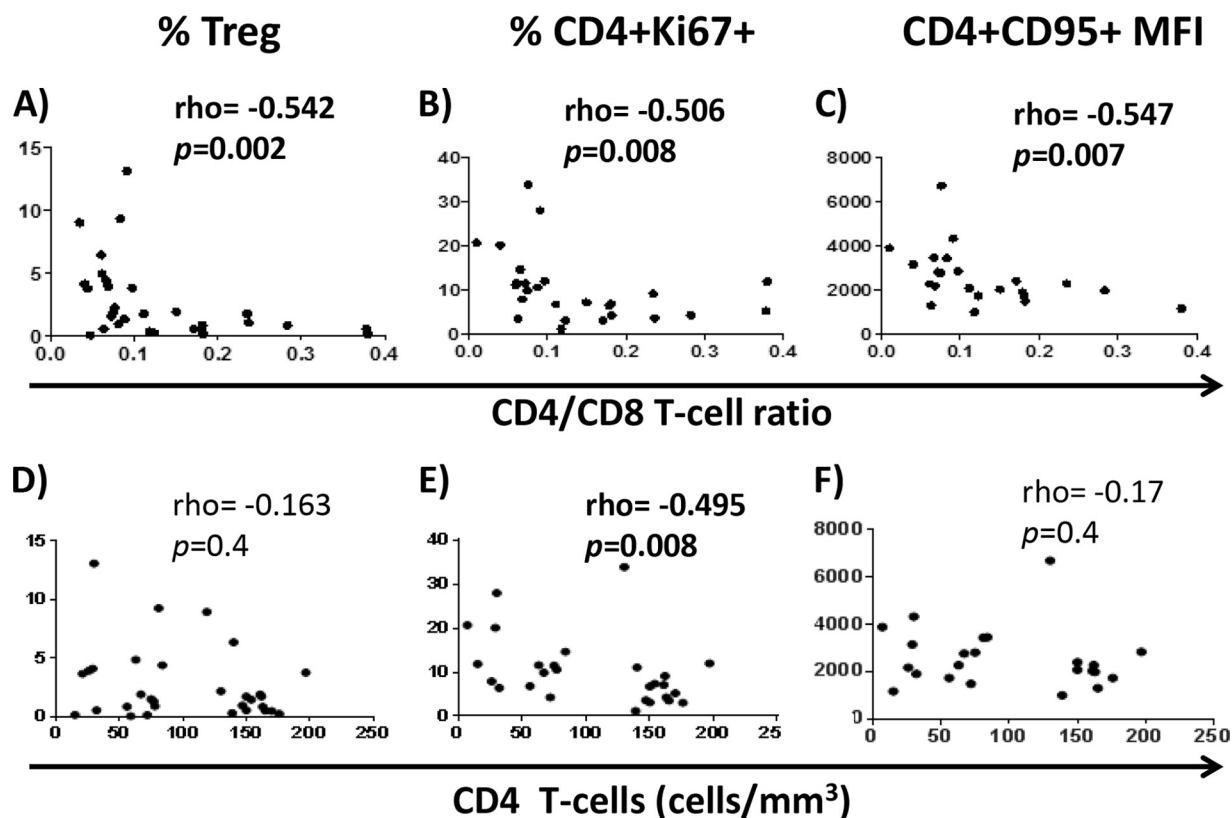 % Treg
% CD4+Ki67+
CD4+CD95+ MFI
A)
rho= -0.542
p=0.002
15
10
5
0
0.0 0.1 0.2 0.3 0.4
B)
rho= -0.506
p=0.008
40
30
20
10
0
0.0 0.1 0.2 0.3 0.4
C)
rho= -0.547
p=0.007
8000
6000
4000
2000
0
0.0 0.1 0.2 0.3 0.4
CD4/CD8 T-cell ratio
D)
rho= -0.163
p=0.4
15
10
5
0
0 50 100 150 200 250
E)
rho= -0.495
p=0.008
40
30
20
10
0
0 50 100 150 200 25
F)
rho= -0.17
p=0.4
8000
6000
4000
2000
0
0 50 100 150 200 250
CD4 T-cells (cells/mm³)